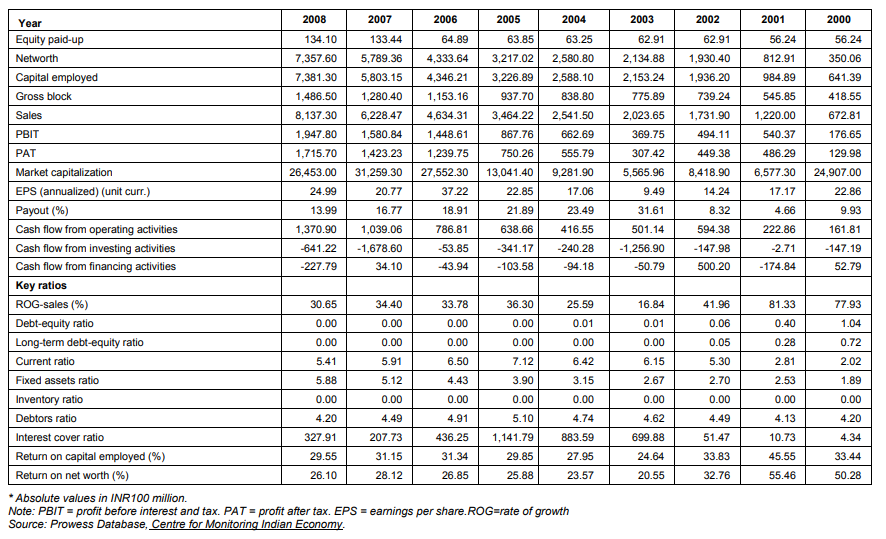 Year 2008 2007 2006 2005 2004 2003 2002 2001 2000
Equity paid-up 134.10 133.44 64.89 63.85 63.25 62.91 62.91 56.24 56.24
Networth 7,357.60 5,789.36 4,333.64 3,217.02 2,580.80 2,134.88 1,930.40 812.91 350.06
Capital employed 7,381.30 5,803.15 4,346.21 3,226.89 2,588.10 2,153.24 1,936.20 984.89 641.39
Gross block 1,486.50 1,280.40 1,153.16 937.70 838.80 775.89 739.24 545.85 418.55
Sales 8,137.30 6,228.47 4,634.31 3,464.22 2,541.50 2,023.65 1,731.90 1,220.00 672.81
PBIT 1,947.80 1,580.84 1,448.61 867.76 662.69 369.75 494.11 540.37 176.65
PAT 1,715.70 1,423.23 1,239.75 750.26 555.79 307.42 449.38 486.29 129.98
Market capitalization 26,453.00 31,259.30 27,552.30 13,041.40 9,281.90 5,565.96 8,418.90 6,577.30 24,907.00
EPS (annualized) (unit curr.) 24.99 20.77 37.22 22.85 17.06 9.49 14.24 17.17 22.86
Payout (%) 13.99 16.77 18.91 21.89 23.49 31.61 8.32 4.66 9.93
Cash flow from operating activities 1,370.90 1,039.06 786.81 638.66 416.55 501.14 594.38 222.86 161.81
Cash flow from investing activities -641.22 -1,678.60 -53.85 -341.17 -240.28 -1,256.90 -147.98 -2.71 -147.19
Cash flow from financing activities -227.79 34.10 -43.94 -103.58 -94.18 -50.79 500.20 -174.84 52.79
Key ratios
ROG-sales (%) 30.65 34.40 33.78 36.30 25.59 16.84 41.96 81.33 77.93
Debt-equity ratio 0.00 0.00 0.00 0.00 0.01 0.01 0.06 0.40 1.04
Long-term debt-equity ratio 0.00 0.00 0.00 0.00 0.00 0.00 0.05 0.28 0.72
Current ratio 5.41 5.91 6.50 7.12 6.42 6.15 5.30 2.81 2.02
Fixed assets ratio 5.88 5.12 4.43 3.90 3.15 2.67 2.70 2.53 1.89
Inventory ratio 0.00 0.00 0.00 0.00 0.00 0.00 0.00 0.00 0.00
Debtors ratio 4.20 4.49 4.91 5.10 4.74 4.62 4.49 4.13 4.20
Interest cover ratio 327.91 207.73 436.25 1,141.79 883.59 699.88 51.47 10.73 4.34
Return on capital employed (%) 29.55 31.15 31.34 29.85 27.95 24.64 33.83 45.55 33.44
Return on net worth (%) 26.10 28.12 26.85 25.88 23.57 20.55 32.76 55.46 50.28
* Absolute values in INR100 million.
Note: PBIT = profit before interest and tax. PAT = profit after tax. EPS = earnings per share.ROG=rate of growth
Source: Prowess Database, Centre for Monitoring Indian Economy.